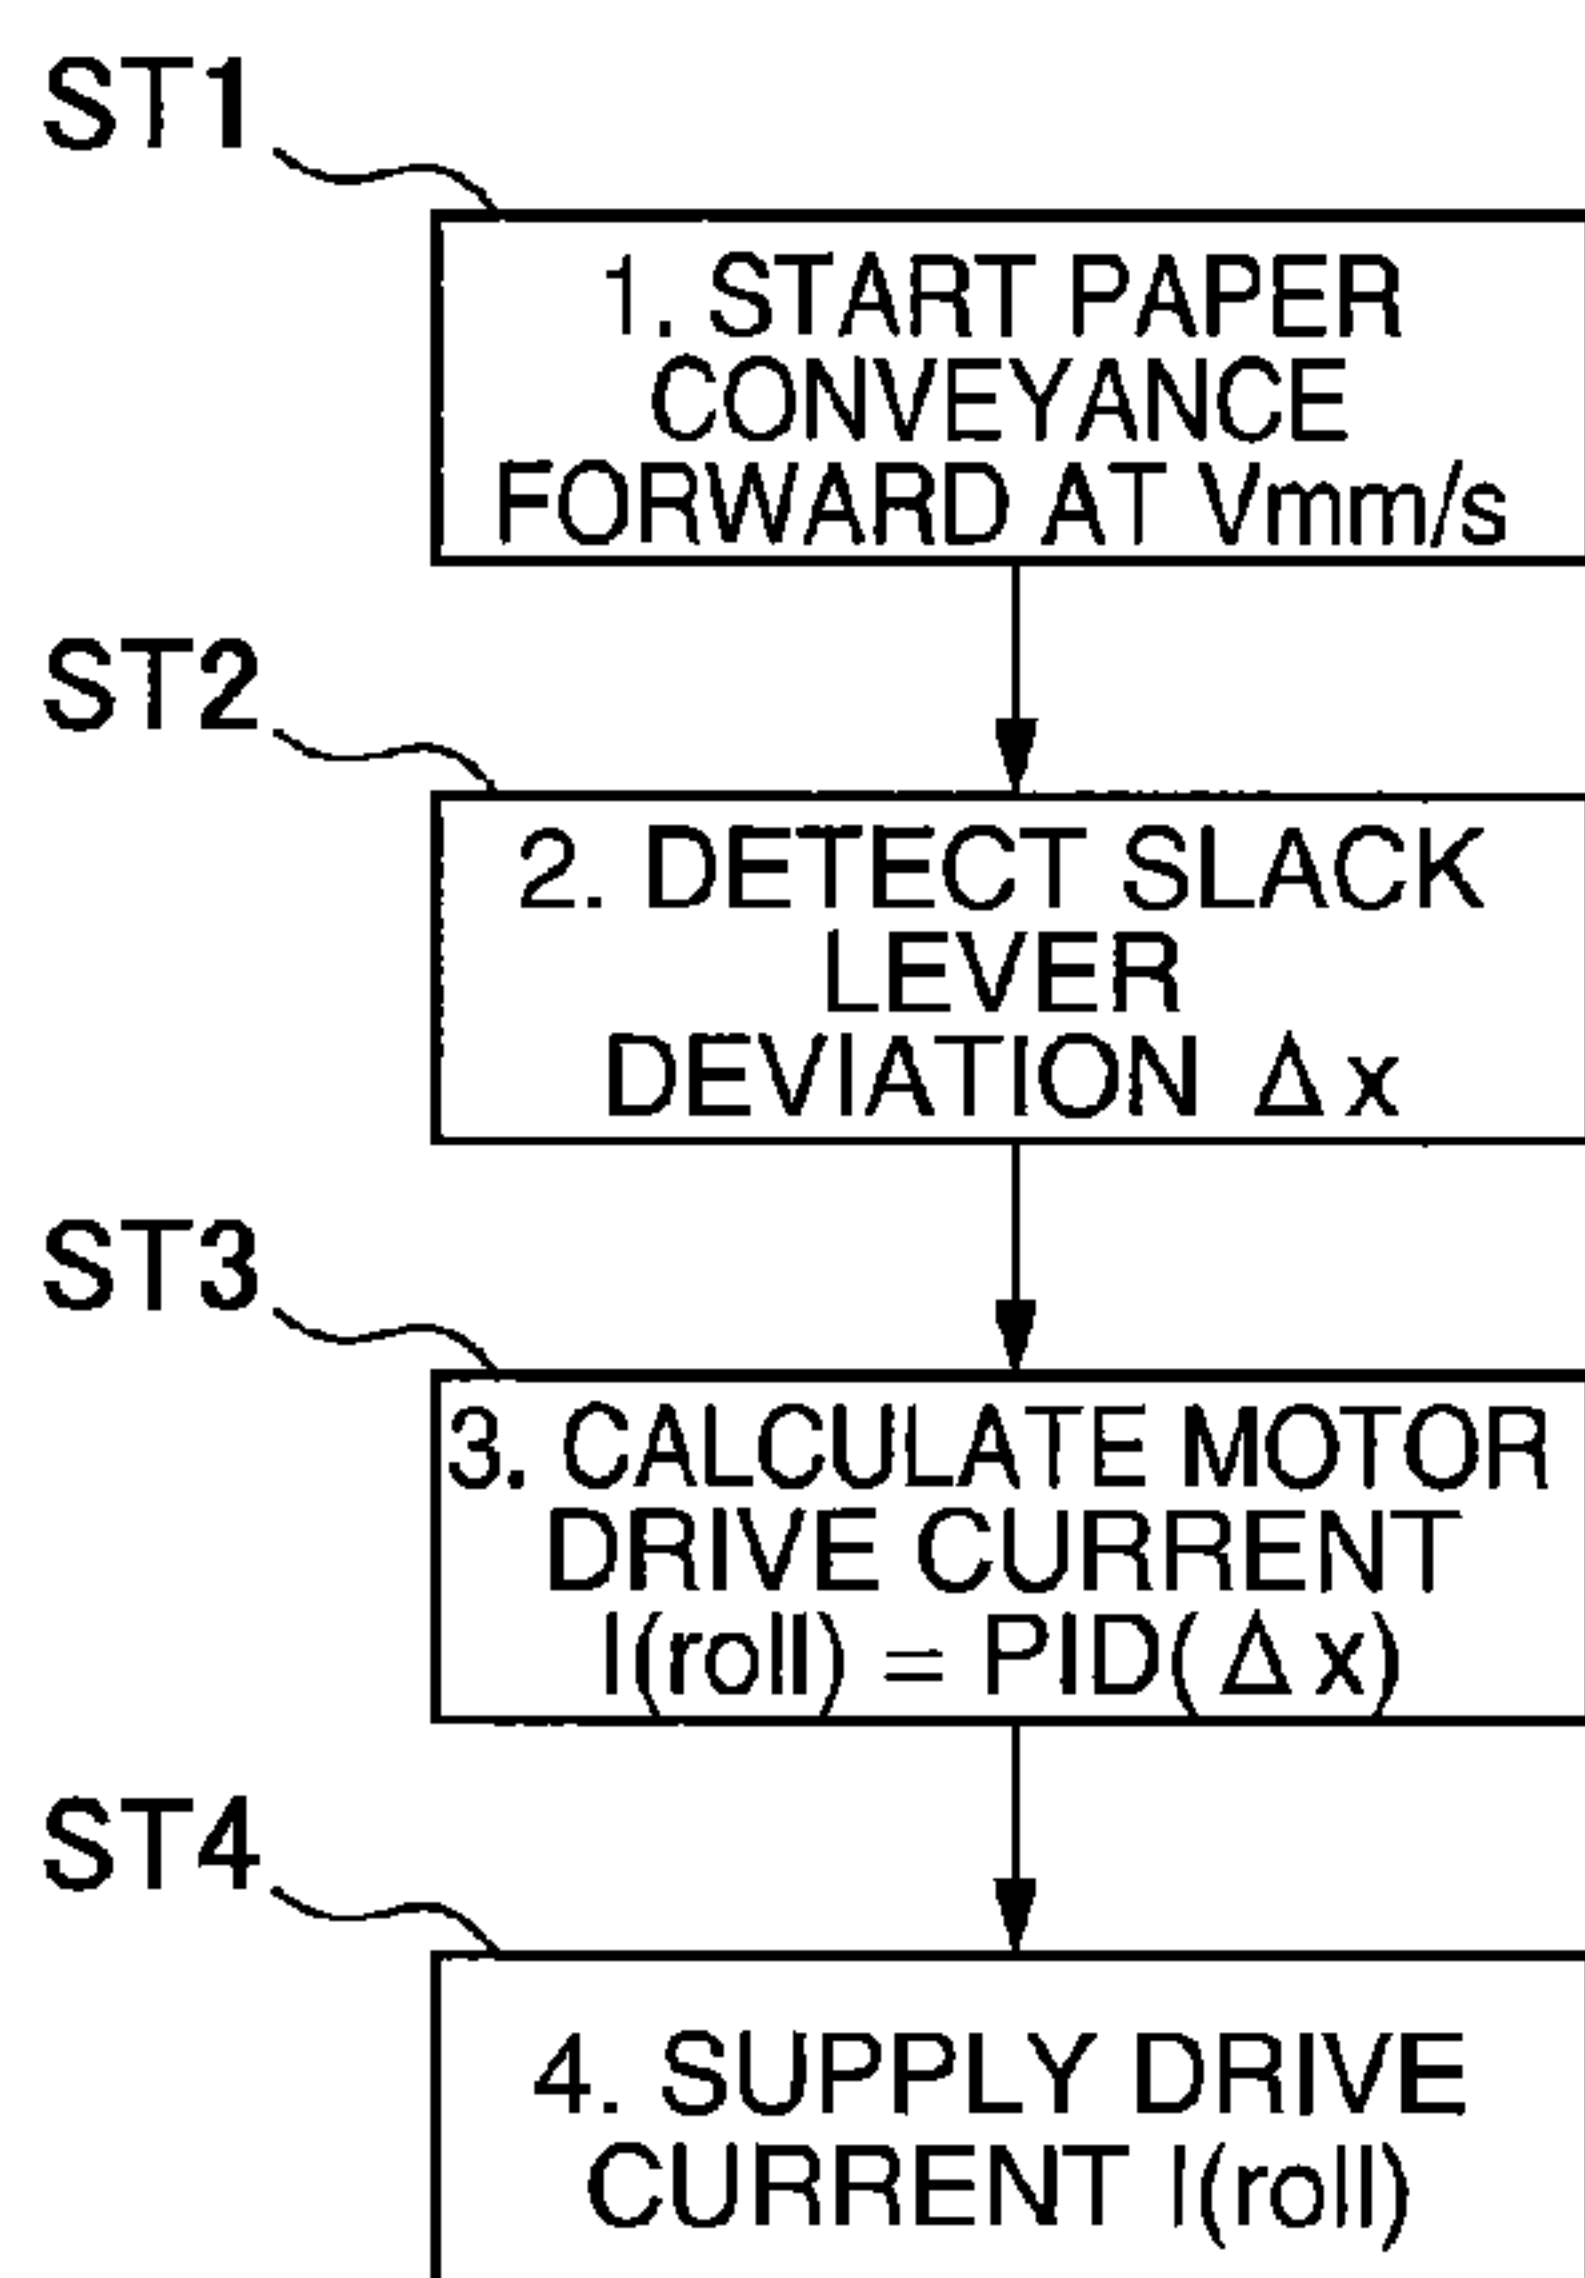 ST1
1. START PAPER
CONVEYANCE
FORWARD AT Vmm/s
ST2
2. DETECT SLACK
LEVER
DEVIATION Δx
ST3
3. CALCULATE MOTOR
DRIVE CURRENT
I(roll) = PID(Δx)
ST4
4. SUPPLY DRIVE
CURRENT I(roll)